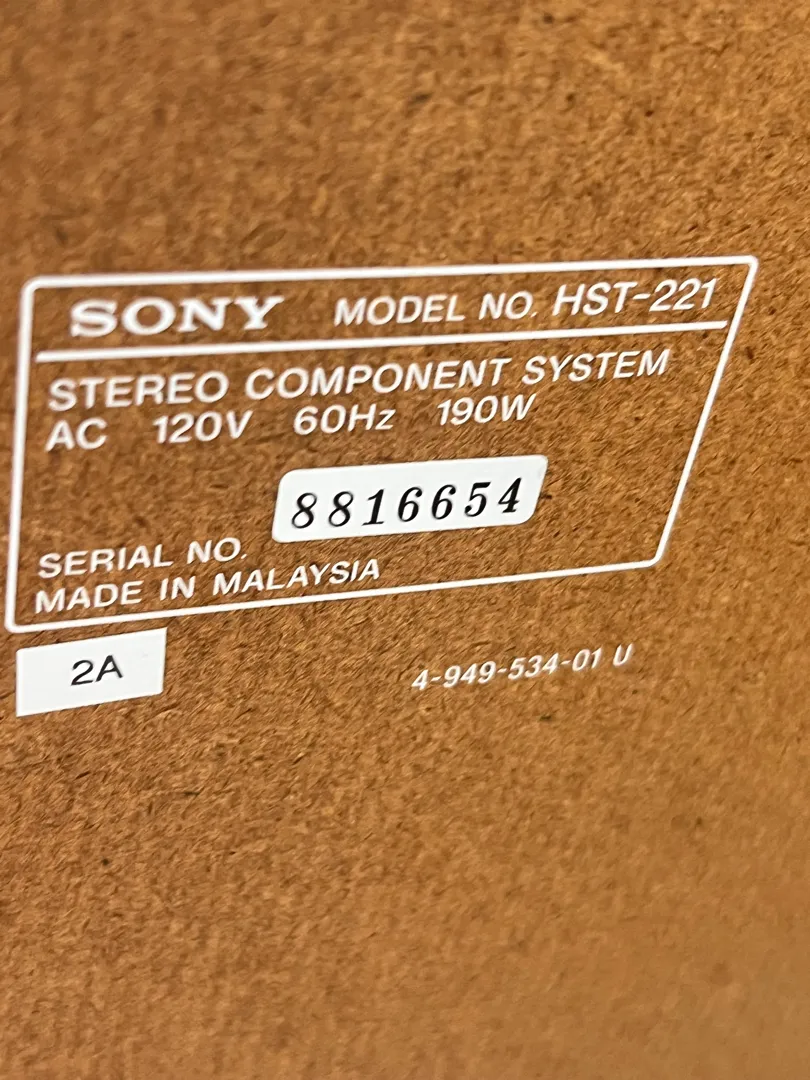 SONY MODEL NO. HST-221
STEREO COMPONENT SYSTEM
AC 120V 60Hz 190W
8816654
SERIAL NO.
MADE IN MALAYSIA
2A
4-949-534-01 U